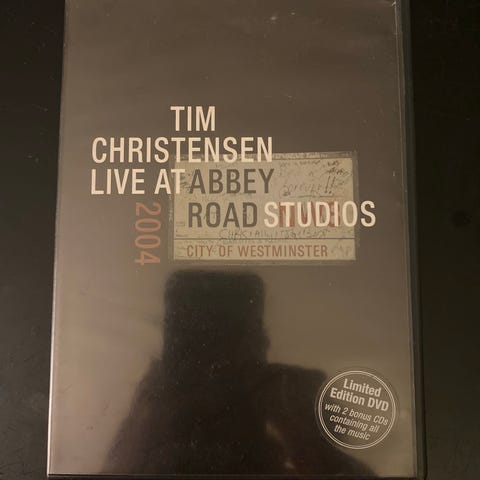 TIM
CHRISTENSEN
LIVE AT ABBEY
ROAD STUDIOS
2004
CITY OF WESTMINSTER
Limited
Edition DVD
with 2 bonus CDs
containing all
the music